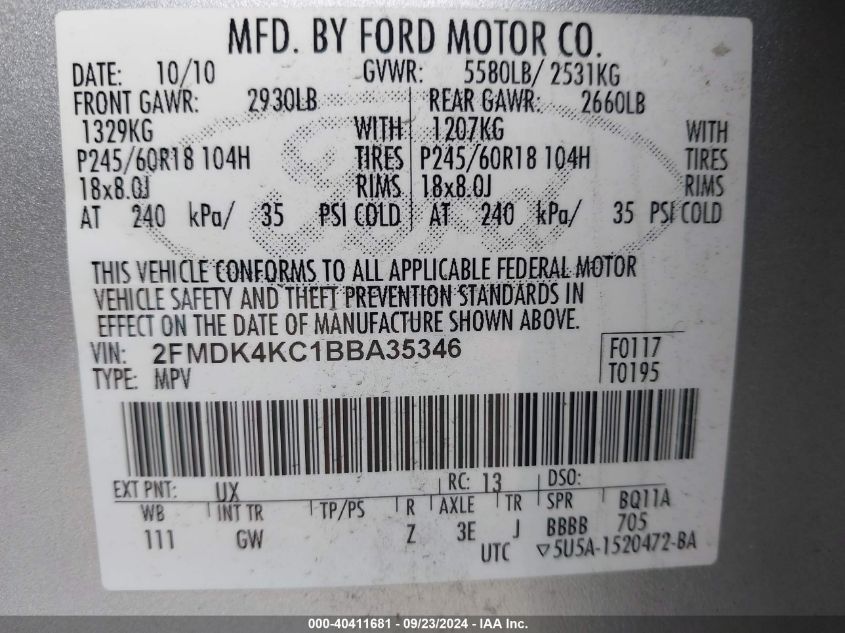 MFD. BY FORD MOTOR CO.
DATE: 10/10 GVWR: 5580LB/ 2531KG
FRONT GAWR: 2930LB REAR GAWR: 2660LB
1329KG WITH 1207KG WITH
P245/60R18 104H TIRES P245/60R18 104H TIRES
18x8.0J RIMS 18x8.0J RIMS
AT 240 kPa/ 35 PSI COLD AT 240 kPa/ 35 PSI COLD
THIS VEHICLE CONFORMS TO ALL APPLICABLE FEDERAL MOTOR
VEHICLE SAFETY AND THEFT PREVENTION STANDARDS IN
EFFECT ON THE DATE OF MANUFACTURE SHOWN ABOVE.
VIN: 2FMDK4KC1BBA35346 F0117
TYPE: MPV T0195
EXT PNT: UX RC: 13 DSO:
WB INT TR TP/PS R AXLE TR SPR BQ11A
111 GW Z 3E J BBBB 705
UTC ▽5U5A-1520472-BA
000-40411681 - 09/23/2024 - IAA Inc.